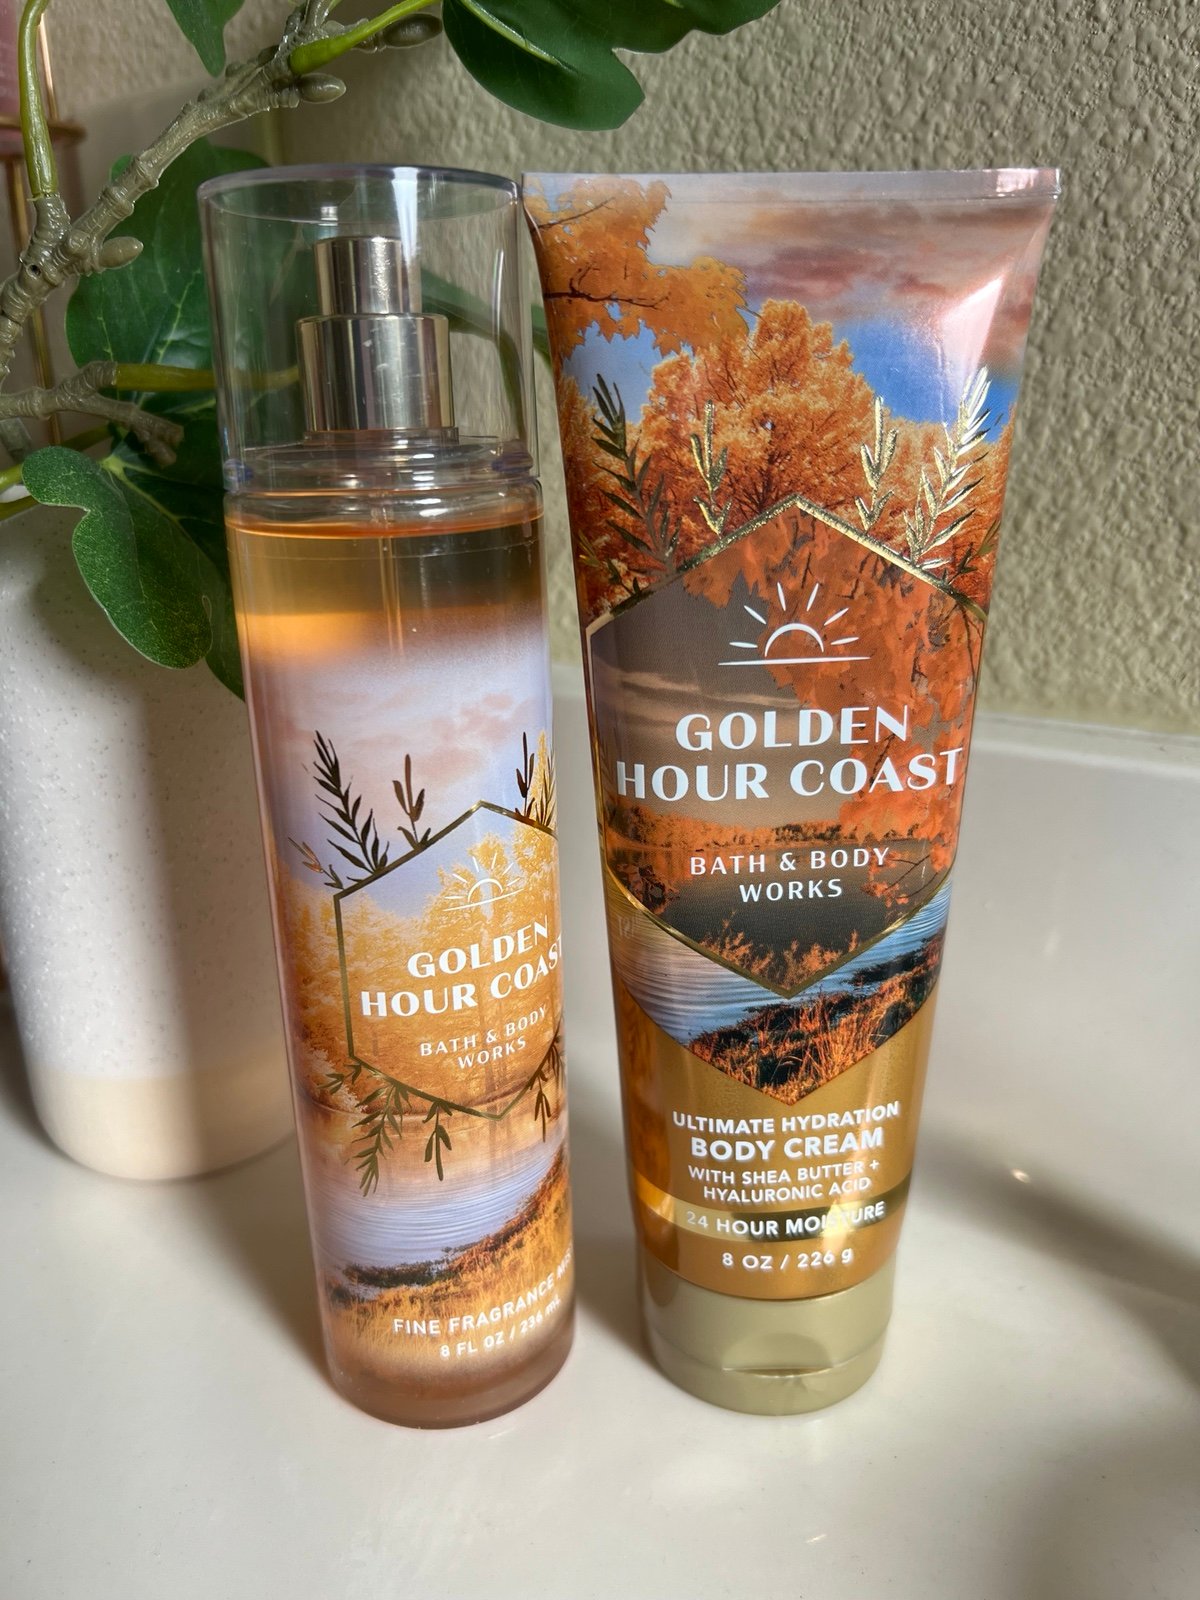 GOLDEN
HOUR COAST
BATH & BODY
WORKS
FINE FRAGRANCE
8 FL OZ / 236 mL
GOLDEN
HOUR COAST
BATH & BODY
WORKS
ULTIMATE HYDRATION
BODY CREAM
WITH SHEA BUTTER +
HYALURONIC ACID
24 HOUR MOISTURE
8 OZ / 226 g